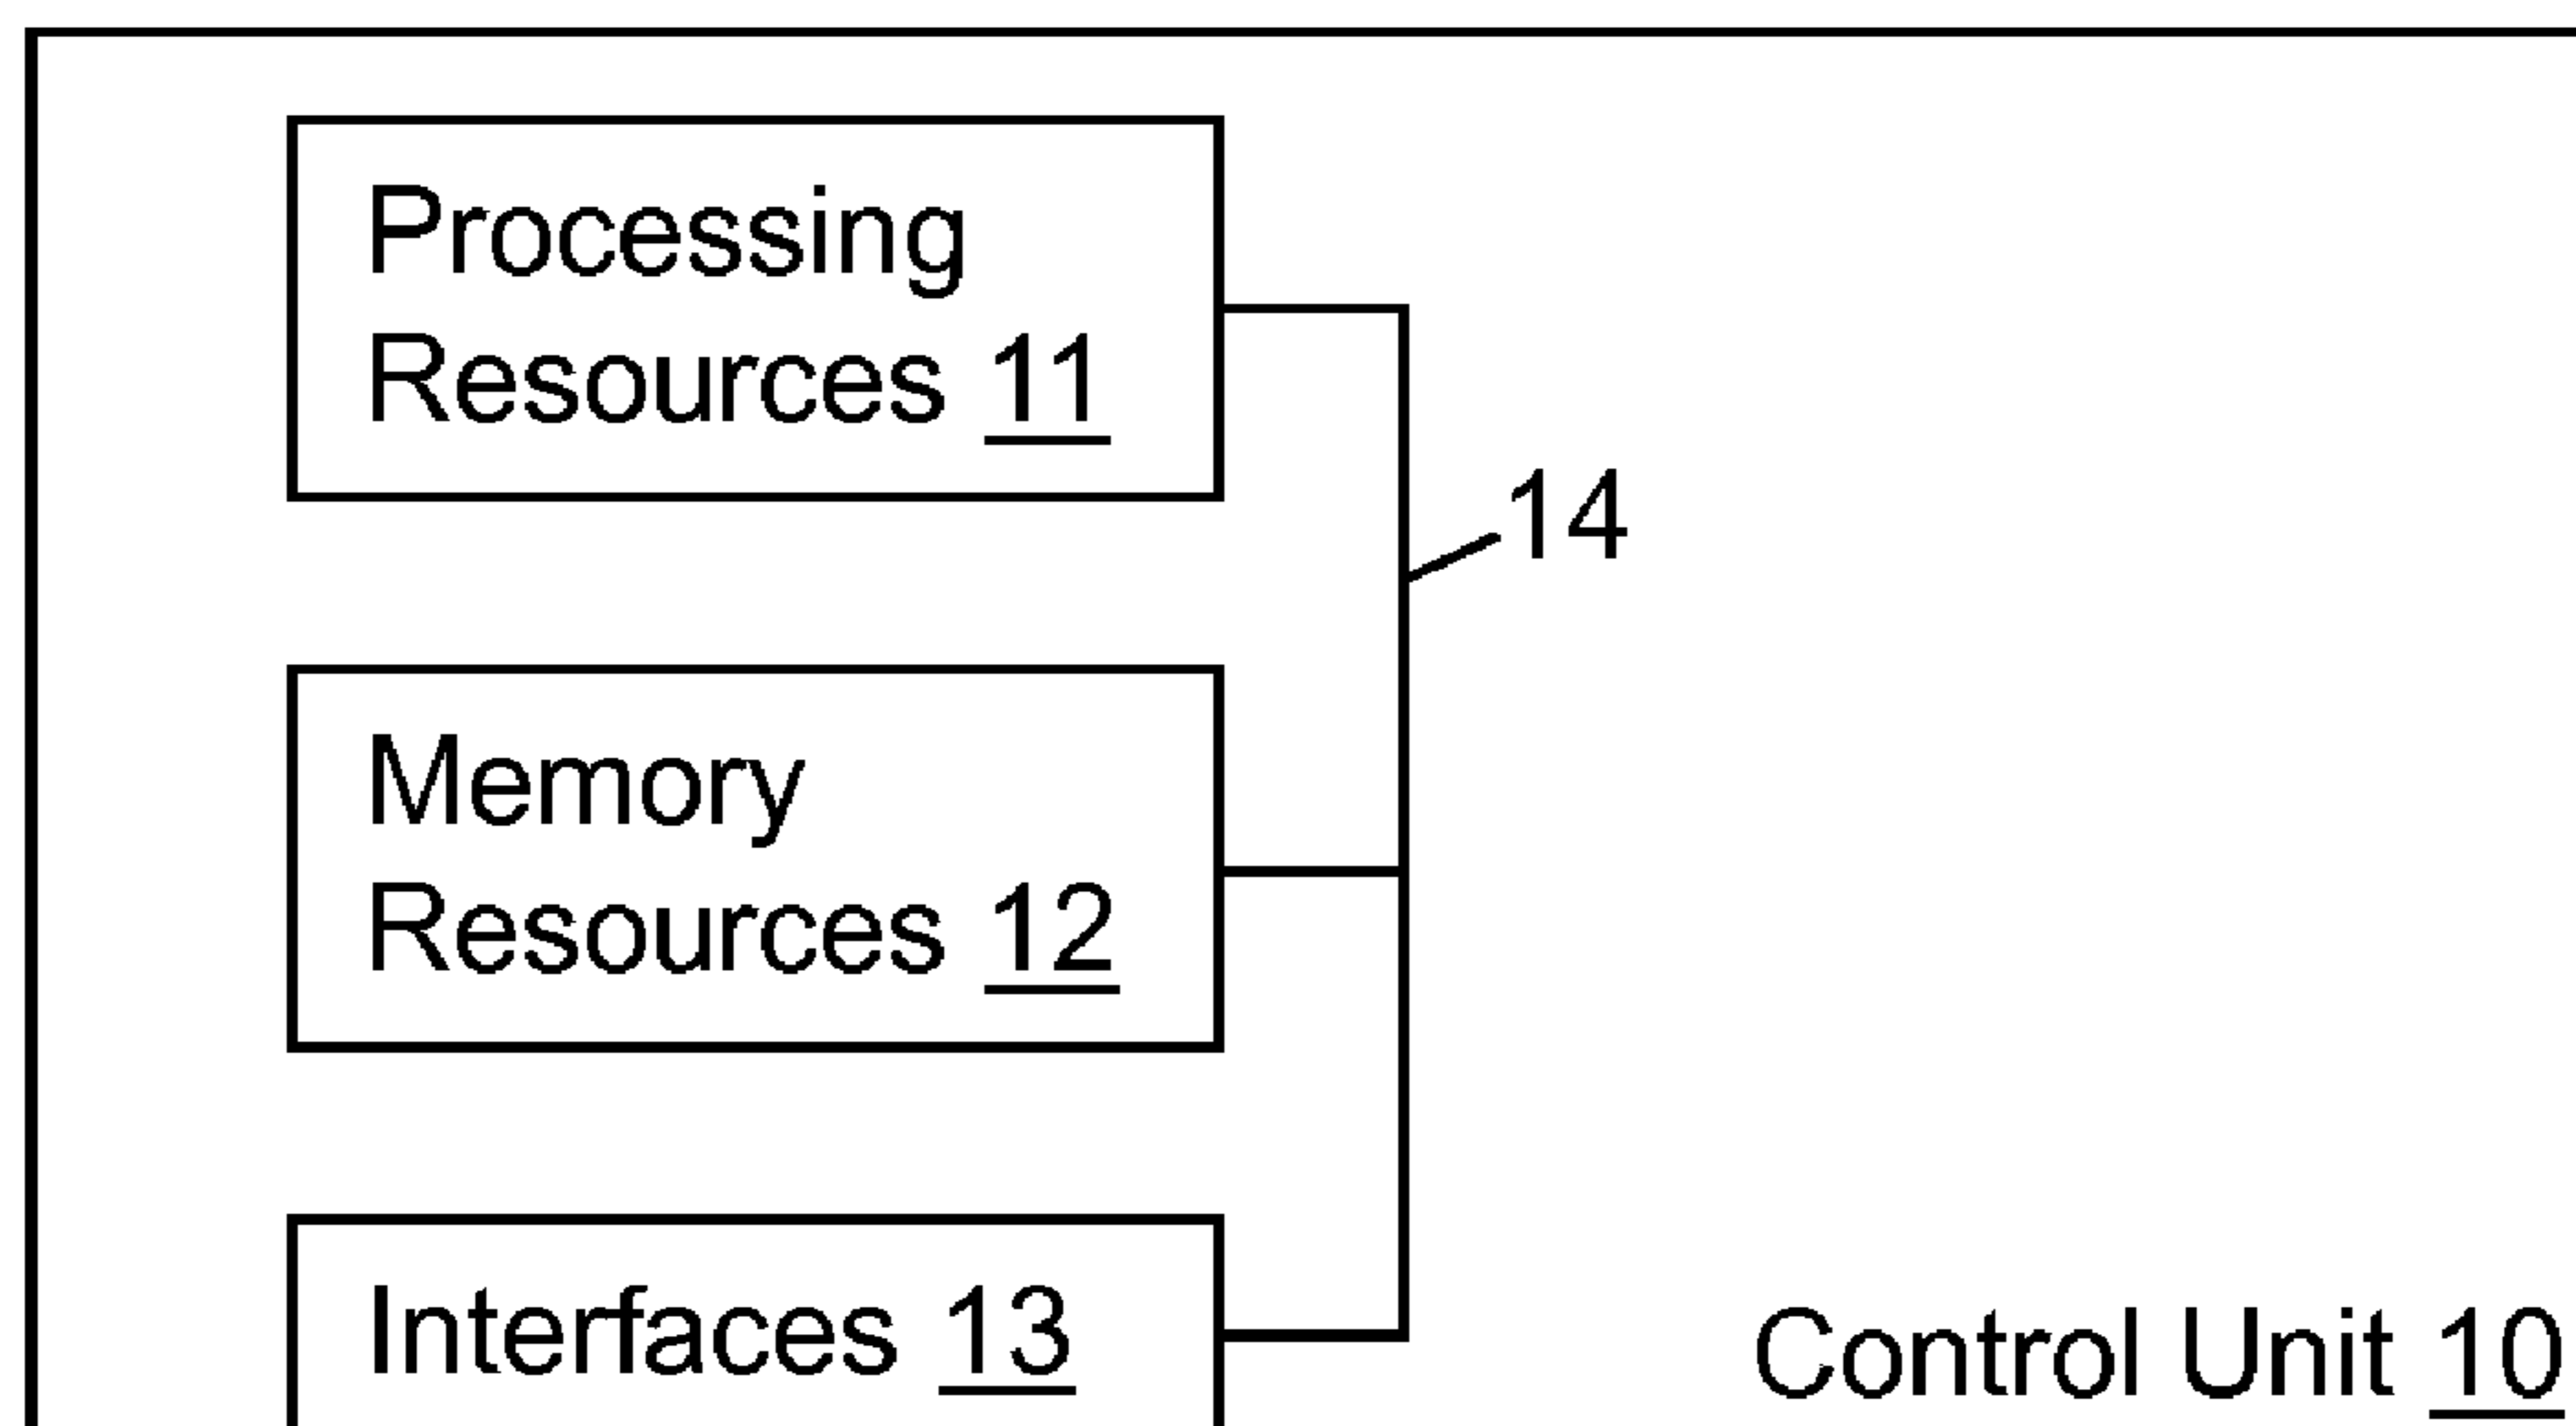 Processing
Resources 11
14
Memory
Resources 12
Interfaces 13
Control Unit 10